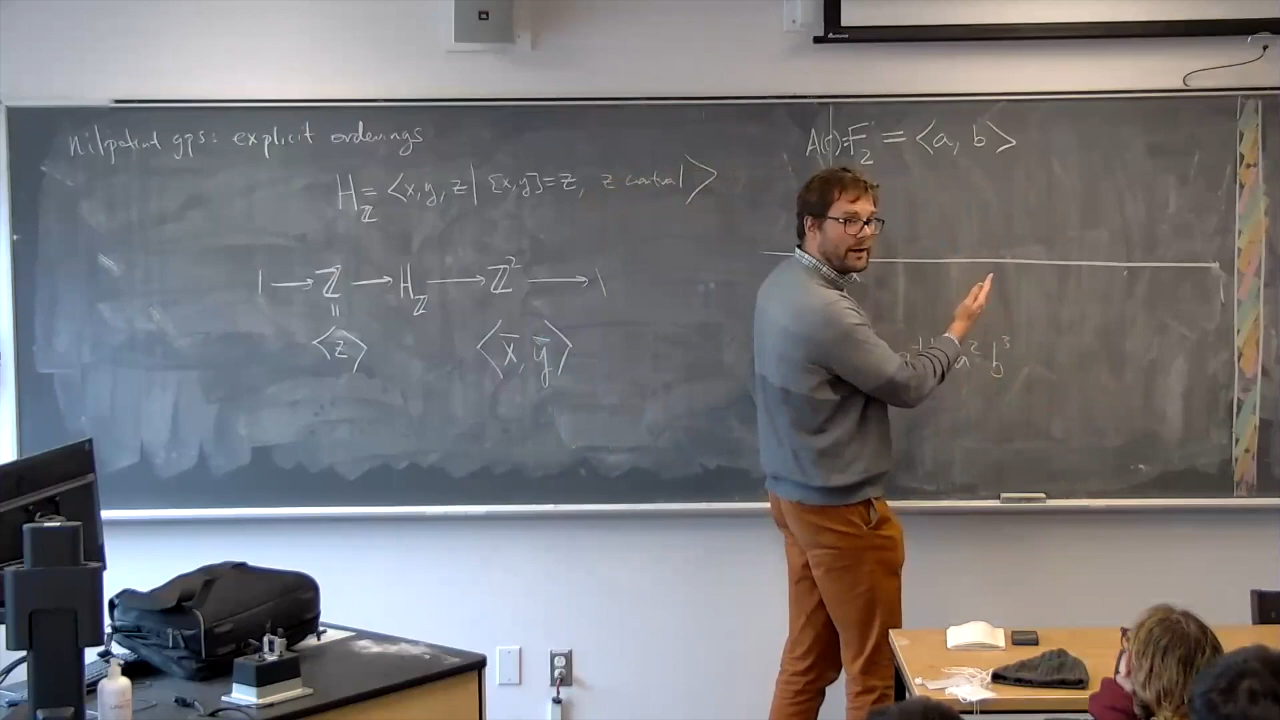 Nilpotent gps: explicit orderings
H_ℤ = <x, y, z | [x,y]=z, z central>
1 → ℤ → H_ℤ → ℤ² → 1
॥
<z> <x̄, ȳ>
F₂ = <a, b>
a² b³